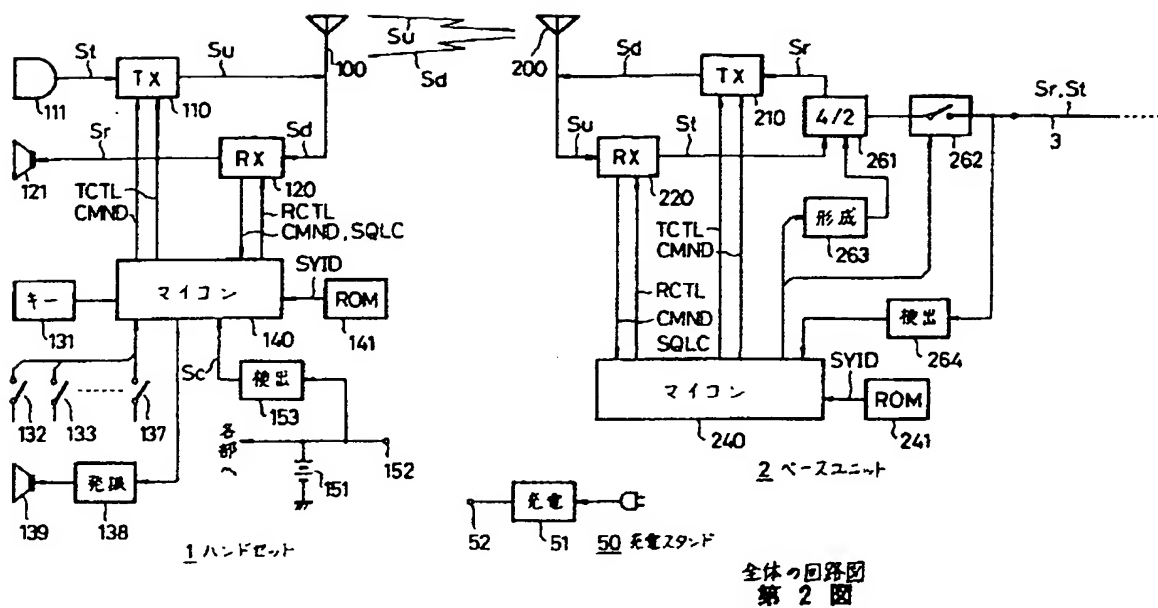 St
TX
Su
111
110
100
Su
Sd
Sr
RX
Sd
121
120
TCTL
CMND
RCTL
CMND, SQLC
キー
131
マイコン
140
SYID
ROM
141
132
133
137
Sc
検出
153
各部へ
151
152
139
発振
138
1 ハンドセット
52
充電
51
50 充電スタンド
200
Sd
TX
210
Sr
4/2
261
262
Sr,St
3
Su
RX
220
St
TCTL
CMND
RCTL
CMND
SQLC
形成
263
検出
264
マイコン
240
SYID
ROM
241
2 ベースユニット
全体の回路図
第 2 図